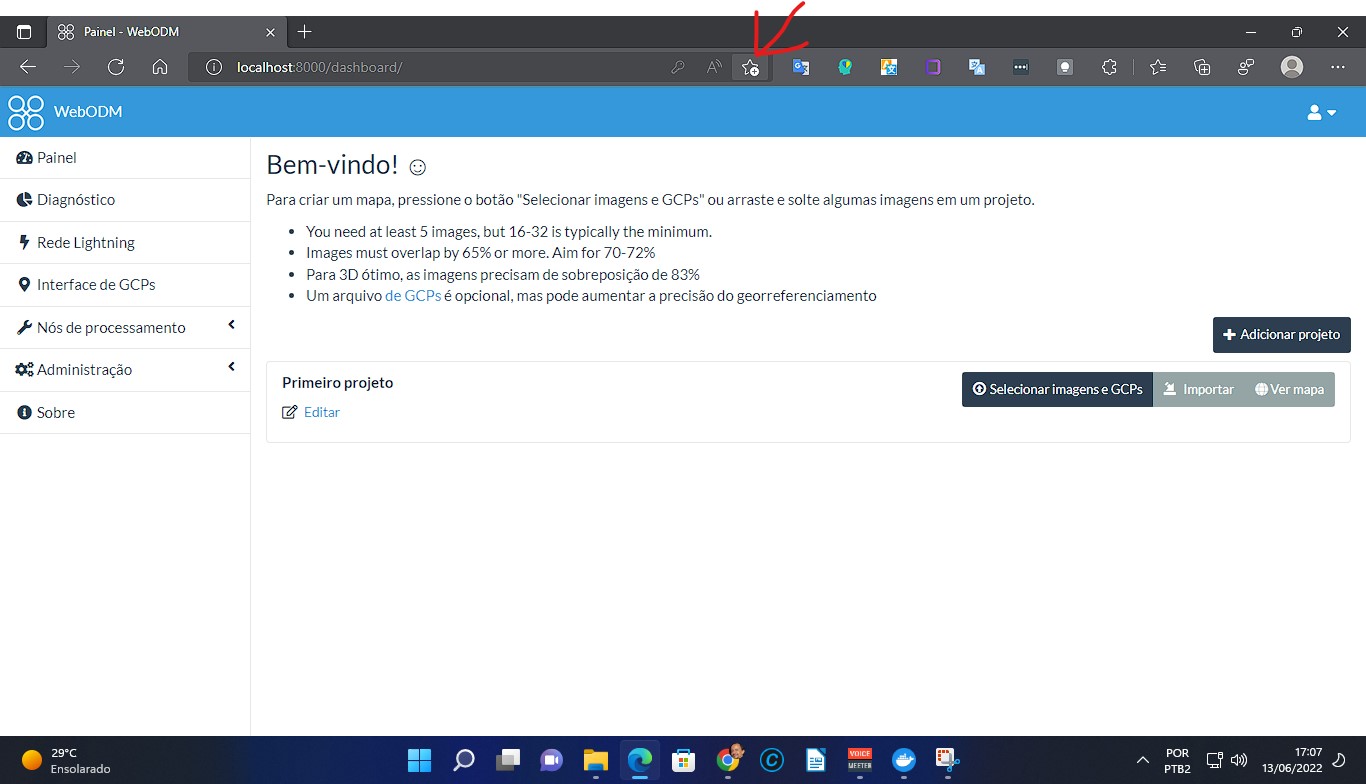 Painel - WebODM
localhost:8000/dashboard/
WebODM
Painel
Diagnóstico
Rede Lightning
Interface de GCPs
Nós de processamento
Administração
Sobre
Bem-vindo!
Para criar um mapa, pressione o botão "Selecionar imagens e GCPs" ou arraste e solte algumas imagens em um projeto.
You need at least 5 images, but 16-32 is typically the minimum.
Images must overlap by 65% or more. Aim for 70-72%
Para 3D ótimo, as imagens precisam de sobreposição de 83%
Um arquivo de GCPs é opcional, mas pode aumentar a precisão do georreferenciamento
Adicionar projeto
Primeiro projeto
Selecionar imagens e GCPs
Importar
Ver mapa
Editar
29°C
Ensolarado
VOICE
MEETER
POR
PTB2
17:07
13/06/2022